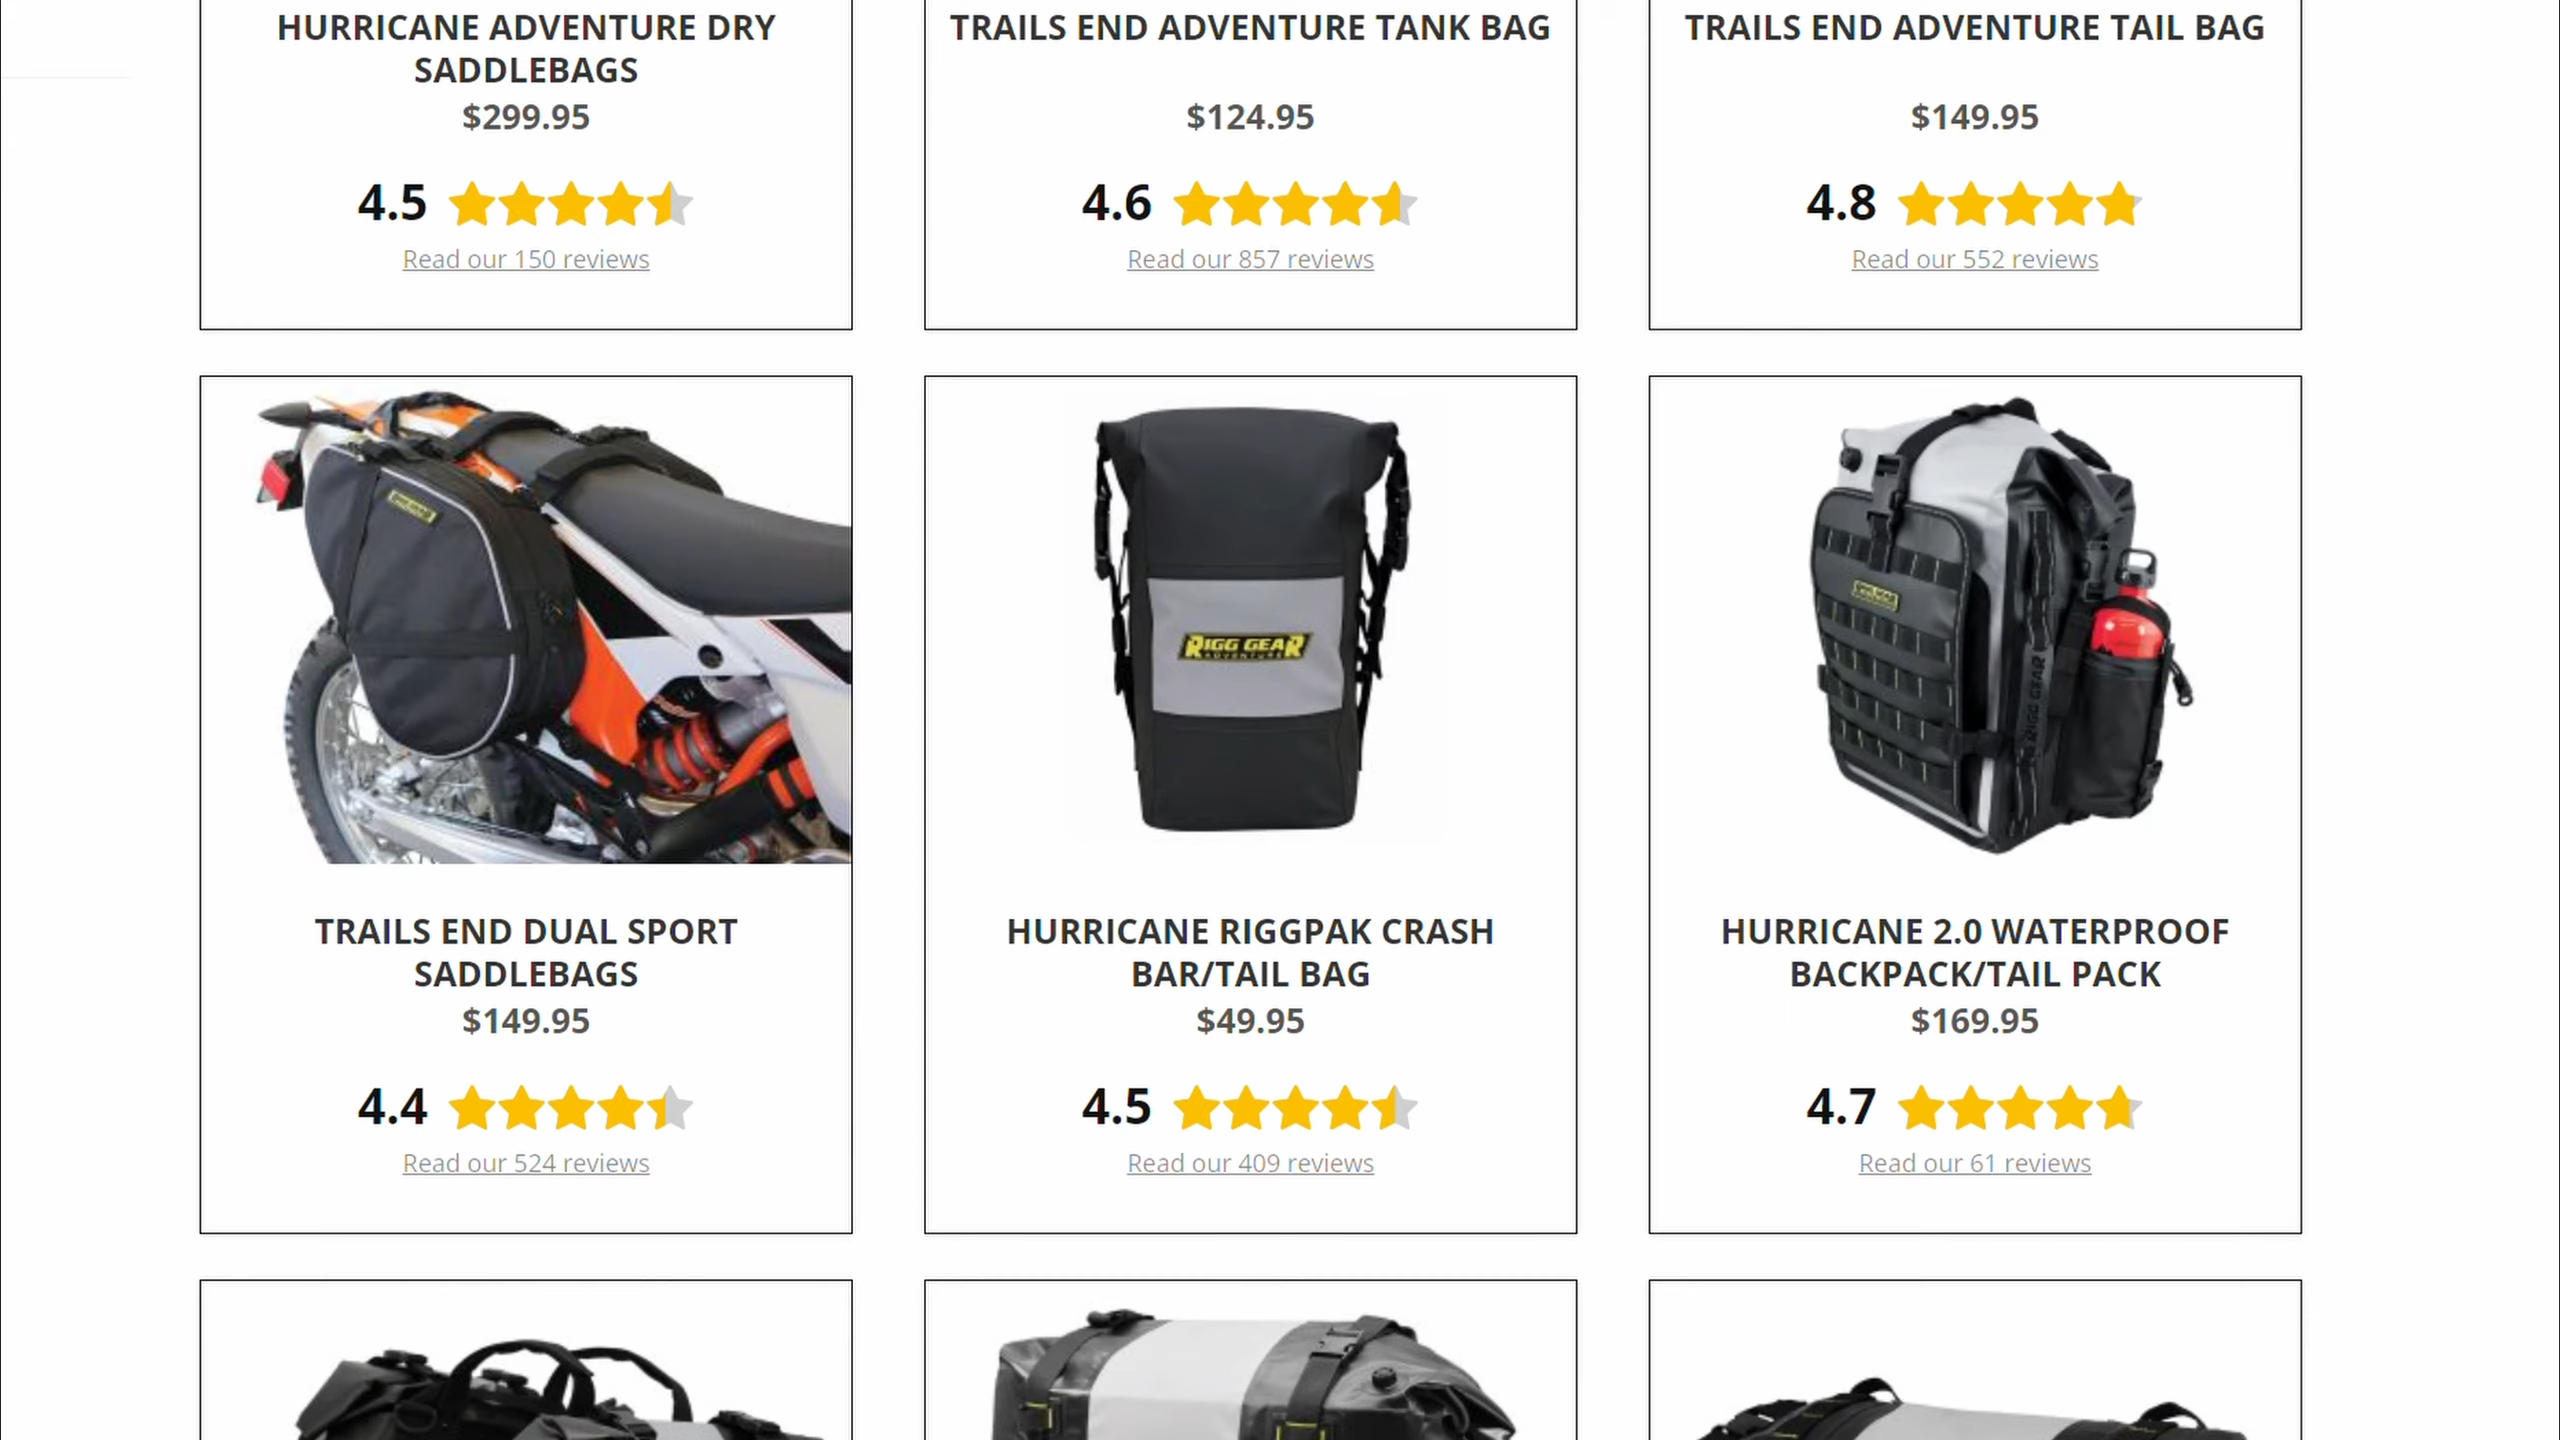 HURRICANE ADVENTURE DRY
SADDLEBAGS
$299.95
4.5
Read our 150 reviews
TRAILS END ADVENTURE TANK BAG
$124.95
4.6
Read our 857 reviews
TRAILS END ADVENTURE TAIL BAG
$149.95
4.8
Read our 552 reviews
TRAILS END DUAL SPORT
SADDLEBAGS
$149.95
4.4
Read our 524 reviews
RIGG GEAR
ADVENTURE
HURRICANE RIGGPAK CRASH
BAR/TAIL BAG
$49.95
4.5
Read our 409 reviews
RIGG GEAR
HURRICANE 2.0 WATERPROOF
BACKPACK/TAIL PACK
$169.95
4.7
Read our 61 reviews